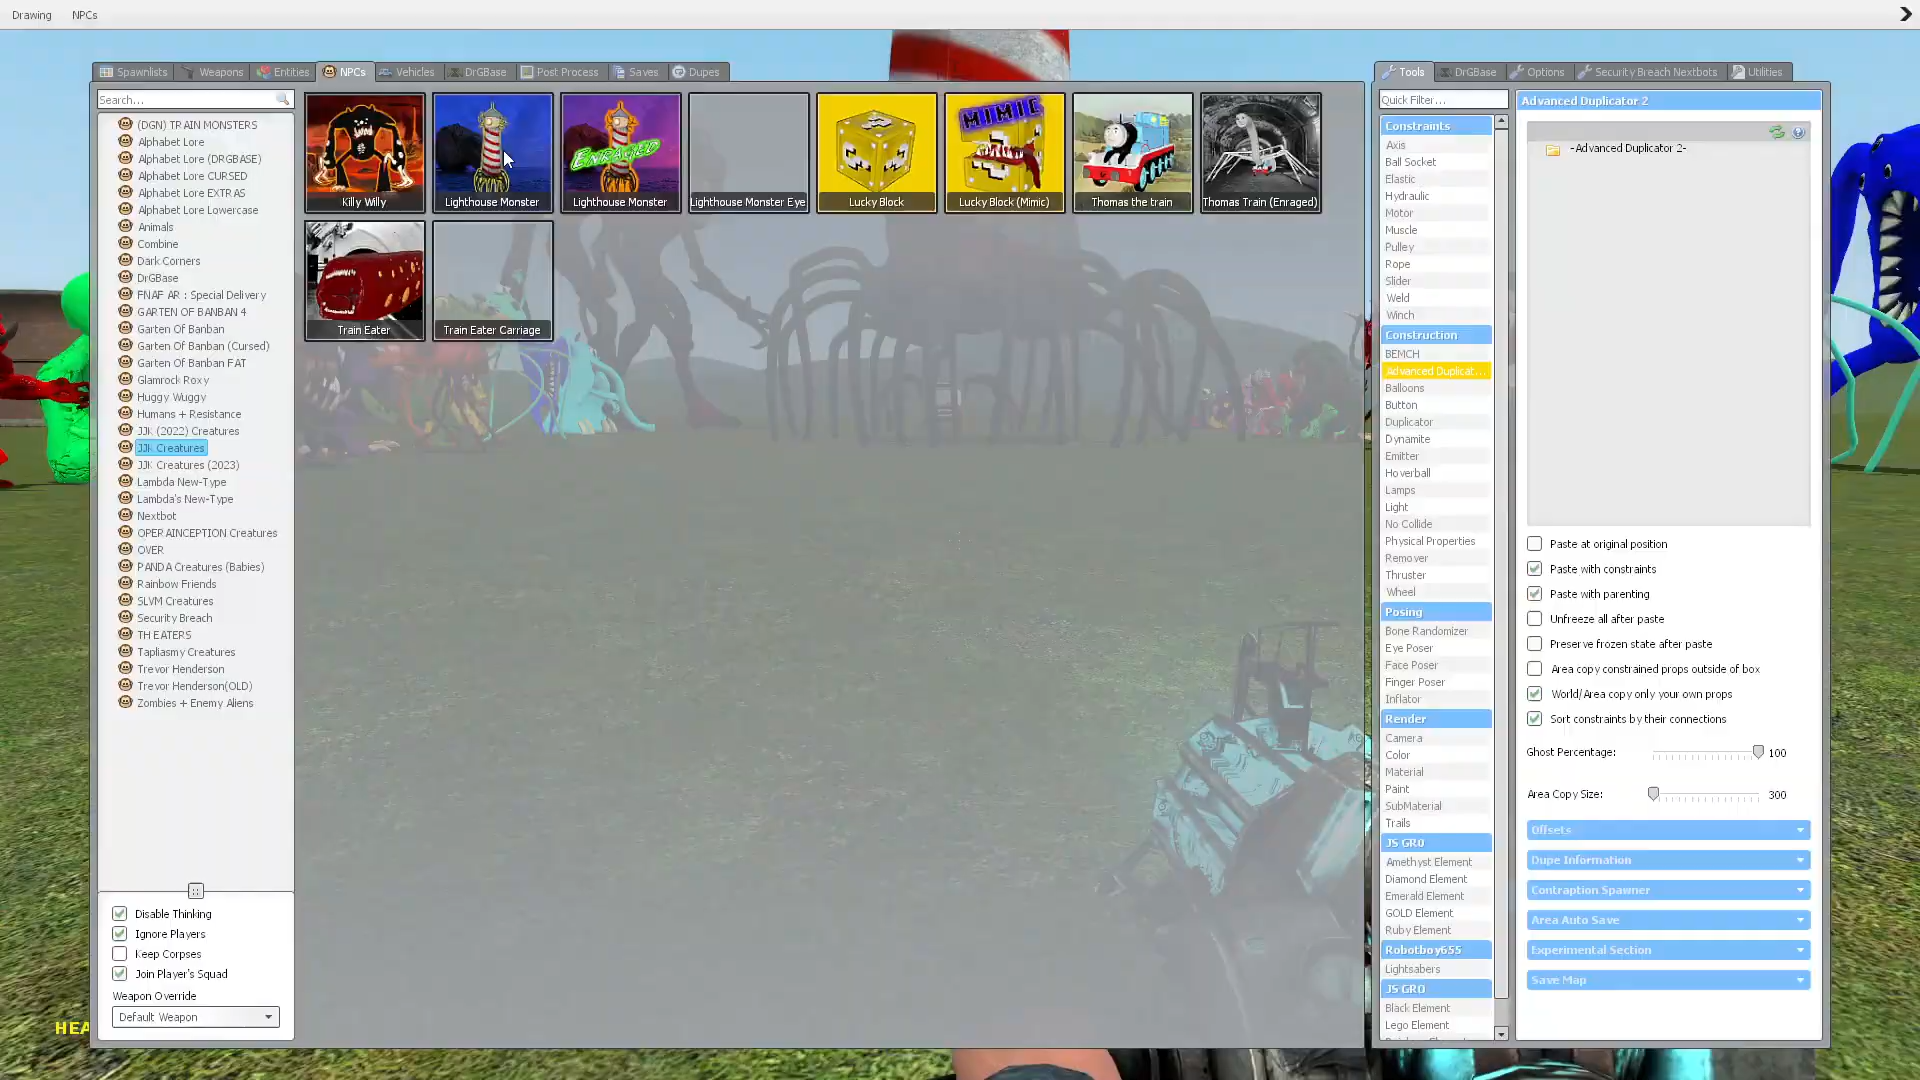 Drawing NPCs
Spawnlists Weapons Entities NPCs Vehicles DrGBase Post Process Saves Dupes
Tools DrGBase Options Security Breach Nextbots Utilities
Search...
(DGN) TRAIN MONSTERS
Alphabet Lore
Alphabet Lore (DRGBASE)
Alphabet Lore CURSED
Alphabet Lore EXTRAS
Alphabet Lore Lowercase
Animals
Combine
Dark Corners
DrGBase
FNAF AR : Special Delivery
GARTEN OF BANBAN 4
Garten Of Banban
Garten Of Banban (Cursed)
Garten Of Banban FAT
Glamrock Roxy
Huggy Wuggy
Humans + Resistance
JJK (2022) Creatures
JJK Creatures
JJK Creatures (2023)
Lambda New-Type
Lambda's New-Type
Nextbot
OPERAINCEPTION Creatures
OVER
PANDA Creatures (Babies)
Rainbow Friends
SLVM Creatures
Security Breach
TH EATERS
Tapliasmy Creatures
Trevor Henderson
Trevor Henderson(OLD)
Zombies + Enemy Aliens
Disable Thinking
Ignore Players
Keep Corpses
Join Player's Squad
Weapon Override
Default Weapon
HEA
ENRAGED
MIMIC
Killy Willy
Lighthouse Monster
Lighthouse Monster
Lighthouse Monster Eye
Lucky Block
Lucky Block (Mimic)
Thomas the train
Thomas Train (Enraged)
Train Eater
Train Eater Carriage
Quick Filter...
Constraints
Axis
Ball Socket
Elastic
Hydraulic
Motor
Muscle
Pulley
Rope
Slider
Weld
Winch
Construction
BEMCH
Advanced Duplicat...
Balloons
Button
Duplicator
Dynamite
Emitter
Hoverball
Lamps
Light
No Collide
Physical Properties
Remover
Thruster
Wheel
Posing
Bone Randomizer
Eye Poser
Face Poser
Finger Poser
Inflator
Render
Camera
Color
Material
Paint
SubMaterial
Trails
JS GRO
Amethyst Element
Diamond Element
Emerald Element
GOLD Element
Ruby Element
Robotboy655
Lightsabers
JS GRO
Black Element
Lego Element
Advanced Duplicator 2
-Advanced Duplicator 2-
Paste at original position
Paste with constraints
Paste with parenting
Unfreeze all after paste
Preserve frozen state after paste
Area copy constrained props outside of box
World/Area copy only your own props
Sort constraints by their connections
Ghost Percentage: 100
Area Copy Size: 300
Offsets
Dupe Information
Contraption Spawner
Area Auto Save
Experimental Section
Save Map